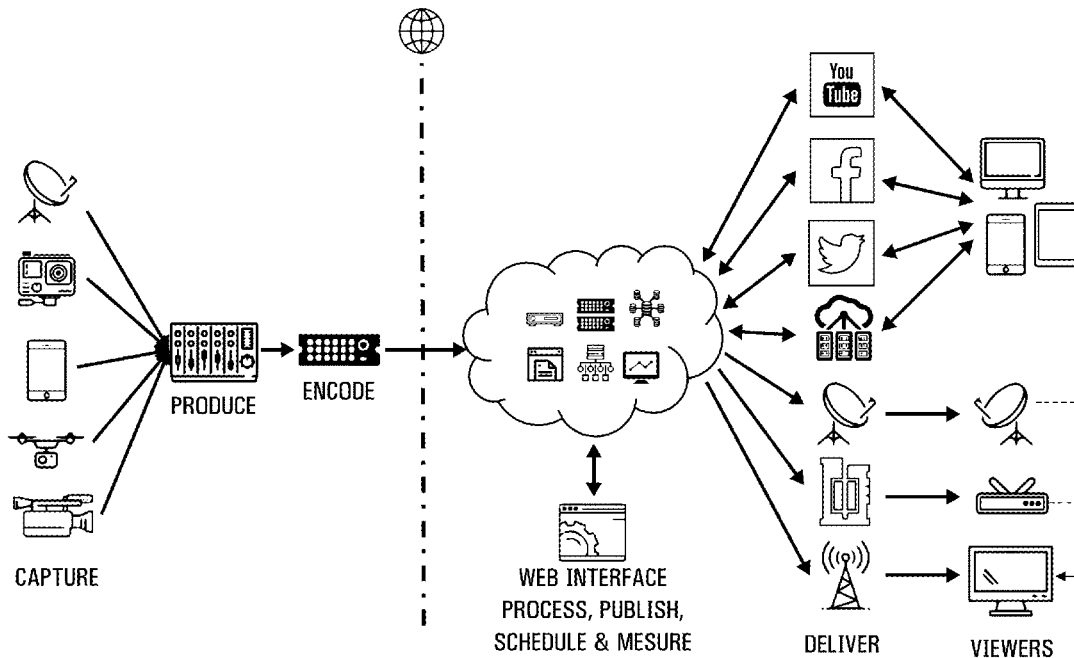 You
Tube
PRODUCE
ENCODE
CAPTURE
WEB INTERFACE
PROCESS, PUBLISH,
SCHEDULE & MESURE
DELIVER
VIEWERS